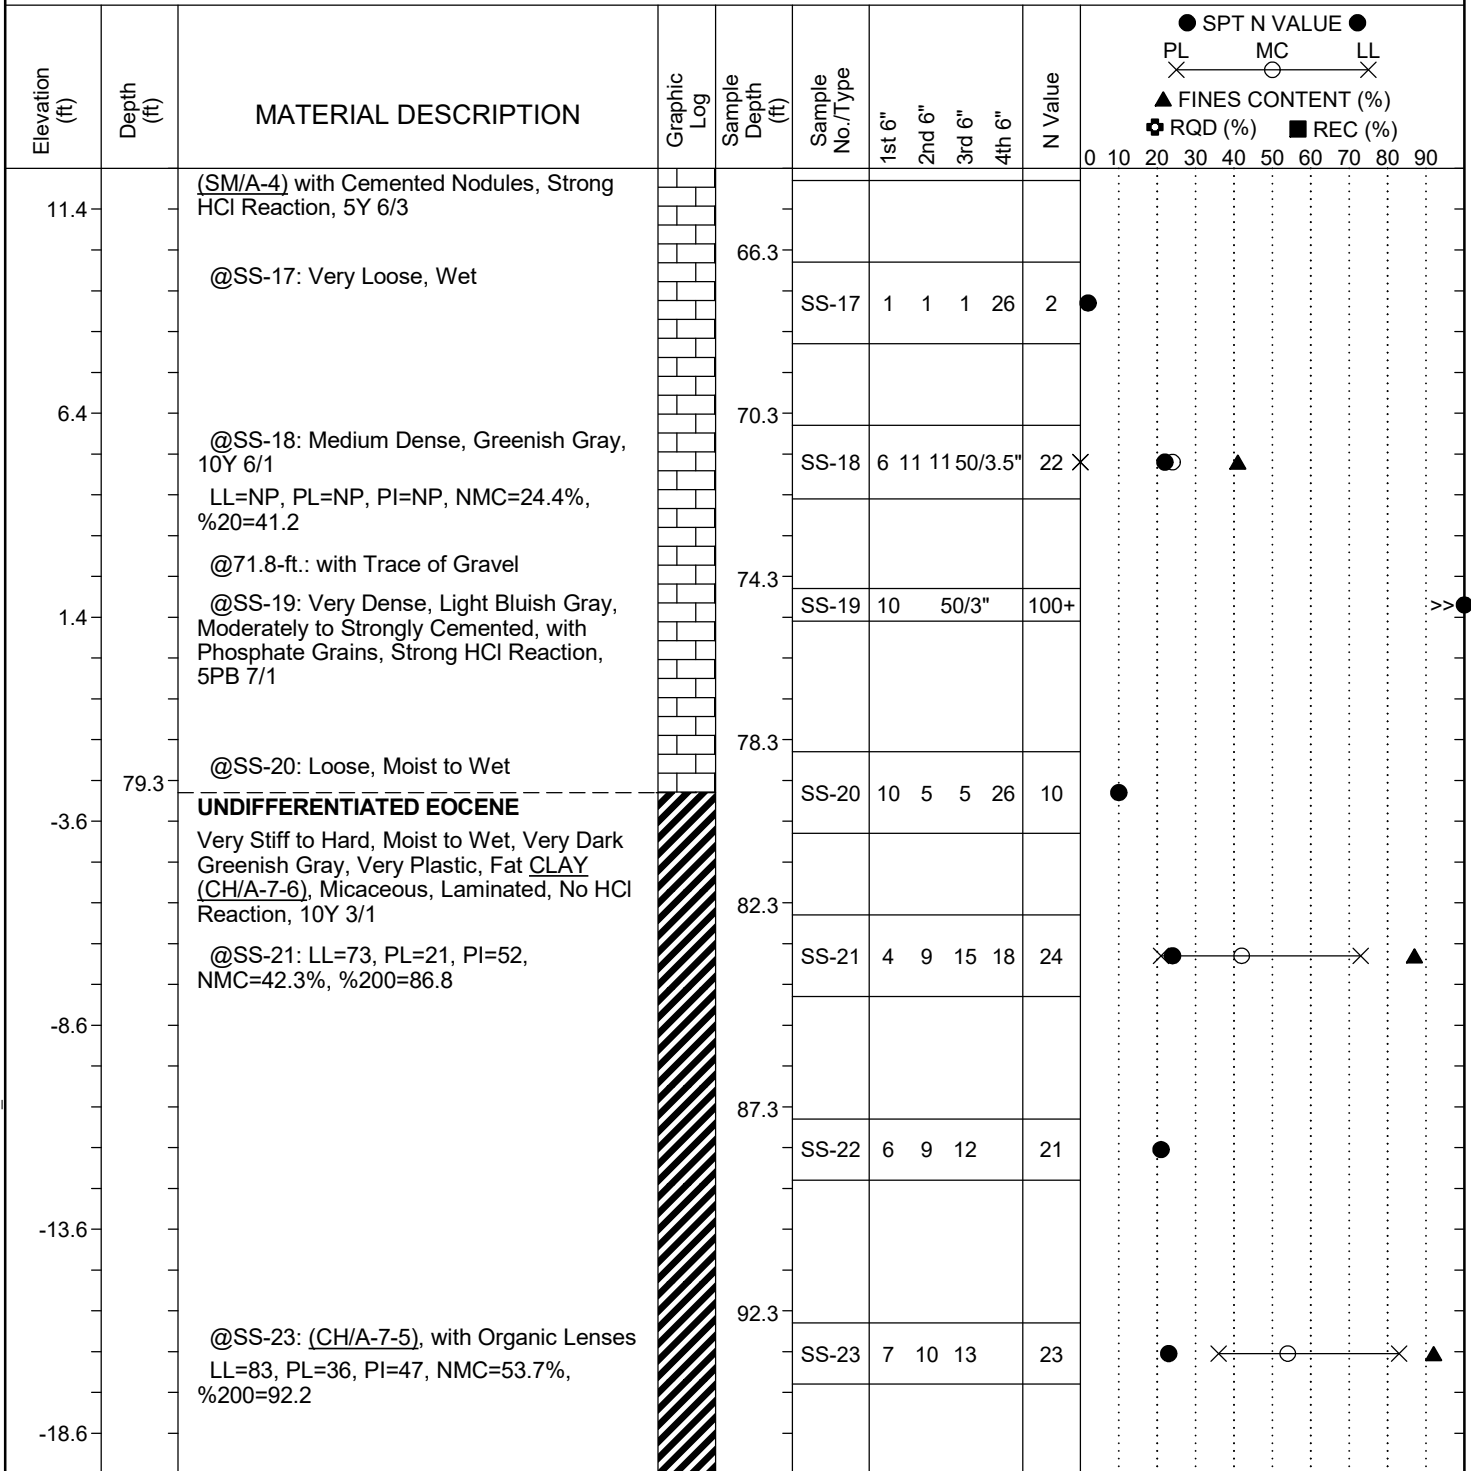 Elevation
(ft)
Depth
(ft)
MATERIAL DESCRIPTION
Graphic
Log
Sample
Depth
(ft)
Sample
No./Type
1st 6"
2nd 6"
3rd 6"
4th 6"
N Value
SPT N VALUE
PL MC LL
FINES CONTENT (%)
RQD (%) REC (%)
0 10 20 30 40 50 60 70 80 90
(SM/A-4) with Cemented Nodules, Strong
HCl Reaction, 5Y 6/3
11.4
66.3
@SS-17: Very Loose, Wet
SS-17 1 1 1 26 2
6.4
70.3
@SS-18: Medium Dense, Greenish Gray,
10Y 6/1
SS-18 6 11 11 50/3.5" 22
LL=NP, PL=NP, PI=NP, NMC=24.4%,
%20=41.2
@71.8-ft.: with Trace of Gravel
74.3
@SS-19: Very Dense, Light Bluish Gray,
Moderately to Strongly Cemented, with
Phosphate Grains, Strong HCl Reaction,
5PB 7/1
1.4
SS-19 10 50/3" 100+ >>
78.3
@SS-20: Loose, Moist to Wet
79.3
SS-20 10 5 5 26 10
UNDIFFERENTIATED EOCENE
-3.6
Very Stiff to Hard, Moist to Wet, Very Dark
Greenish Gray, Very Plastic, Fat CLAY
(CH/A-7-6), Micaceous, Laminated, No HCl
Reaction, 10Y 3/1
82.3
@SS-21: LL=73, PL=21, PI=52,
NMC=42.3%, %200=86.8
SS-21 4 9 15 18 24
-8.6
87.3
SS-22 6 9 12 21
-13.6
92.3
@SS-23: (CH/A-7-5), with Organic Lenses
LL=83, PL=36, PI=47, NMC=53.7%,
%200=92.2
SS-23 7 10 13 23
-18.6